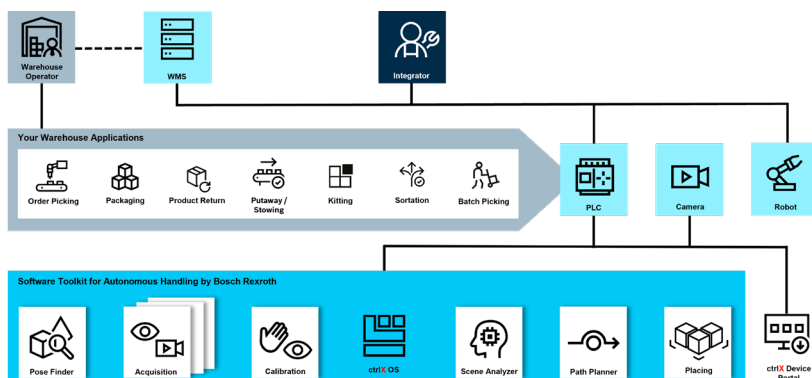 Warehouse
Operator
WMS
Integrator
Your Warehouse Applications
Order Picking
Packaging
Product Return
Putaway /
Stowing
Kitting
Sortation
Batch Picking
PLC
Camera
Robot
Software Toolkit for Autonomous Handling by Bosch Rexroth
Pose Finder
Acquisition
Calibration
ctrlX OS
Scene Analyzer
Path Planner
Placing
ctrlX Device
Portal